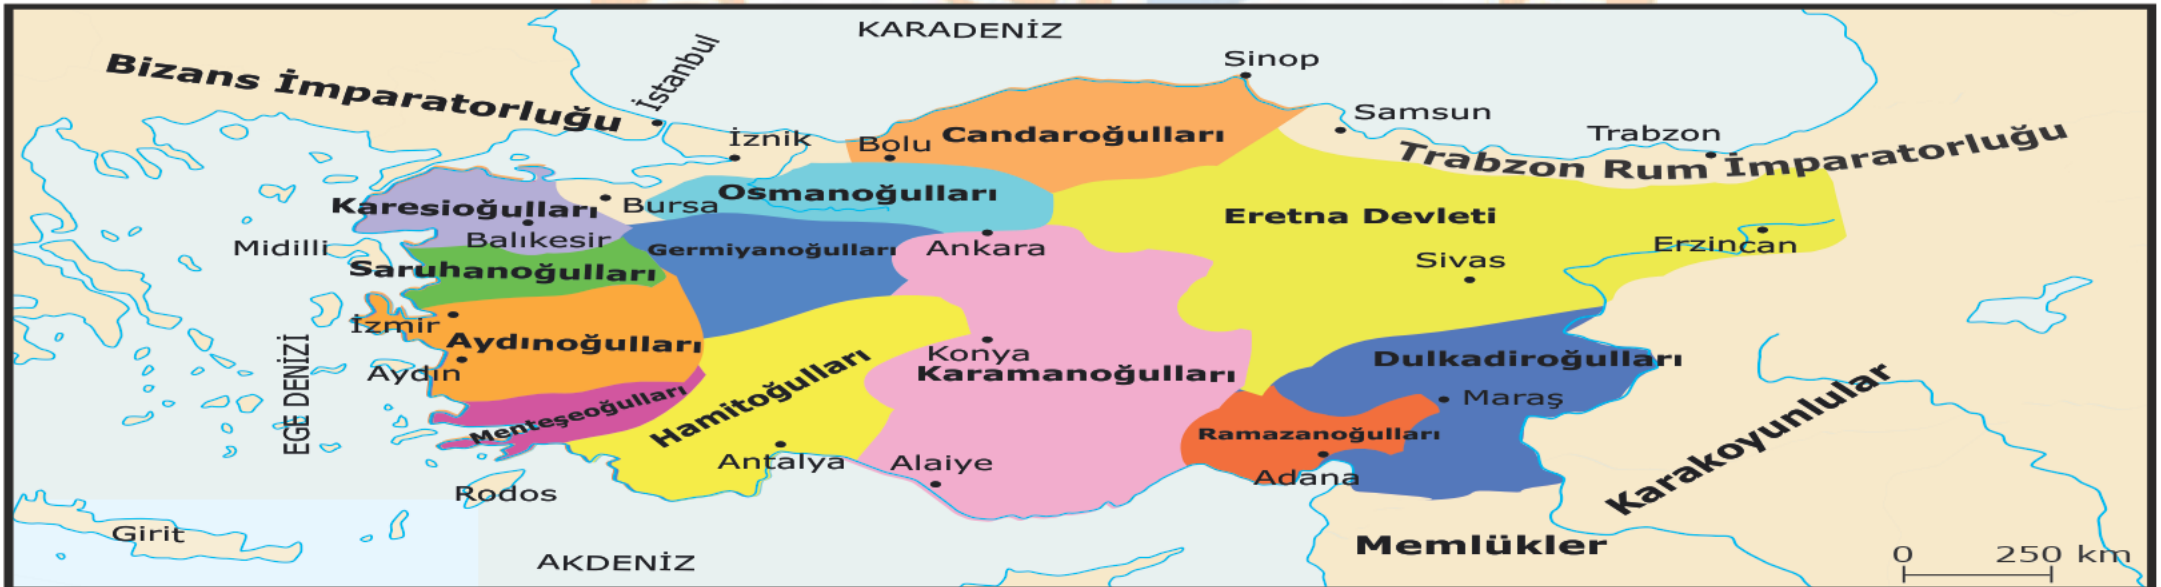 KARADENİZ
Sinop
İstanbul
Bizans İmparatorluğu
Samsun
Trabzon
İznik
Bolu
Candaroğulları
Trabzon Rum İmparatorluğu
Osmanoğulları
Karesioğulları
Bursa
Eretna Devleti
Balıkesir
Midilli
Germiyanoğulları
Ankara
Erzincan
Sivas
Saruhanoğulları
İzmir
Aydınoğulları
EGE DENİZİ
Aydın
Konya
Karamanoğulları
Dulkadiroğulları
Maraş
Menteşeoğulları
Hamitoğulları
Ramazanoğulları
Karakoyunlular
Antalya
Alaiye
Adana
Rodos
Girit
AKDENİZ
Memlükler
0 250 km